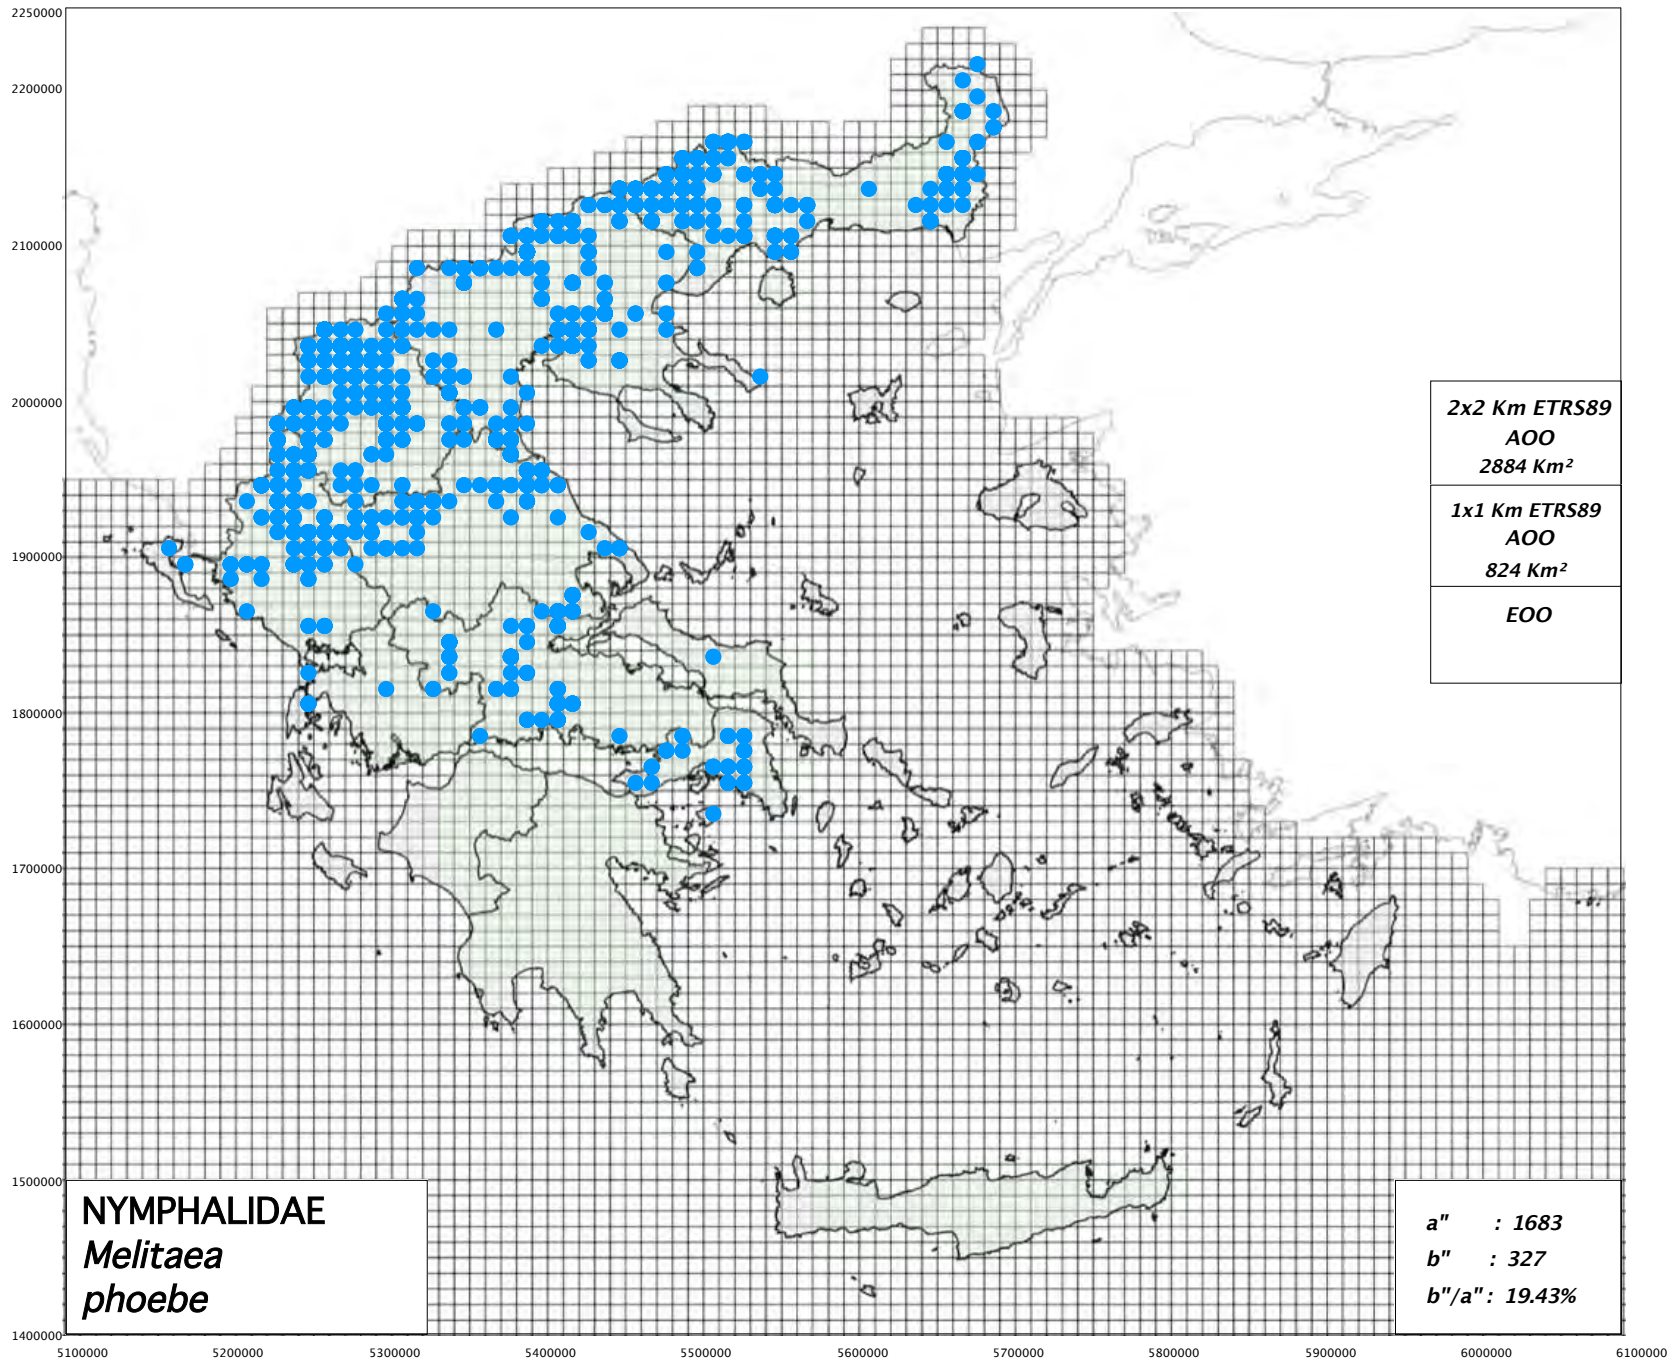 2250000
2200000
2100000
2000000
1900000
1800000
1700000
1600000
1500000
1400000
2x2 Km ETRS89
AOO
2884 Km²
1x1 Km ETRS89
AOO
824 Km²
EOO
NYMPHALIDAE
Melitaea
phoebe
a" : 1683
b" : 327
b"/a" : 19.43%
5100000 5200000 5300000 5400000 5500000 5600000 5700000 5800000 5900000 6000000 6100000